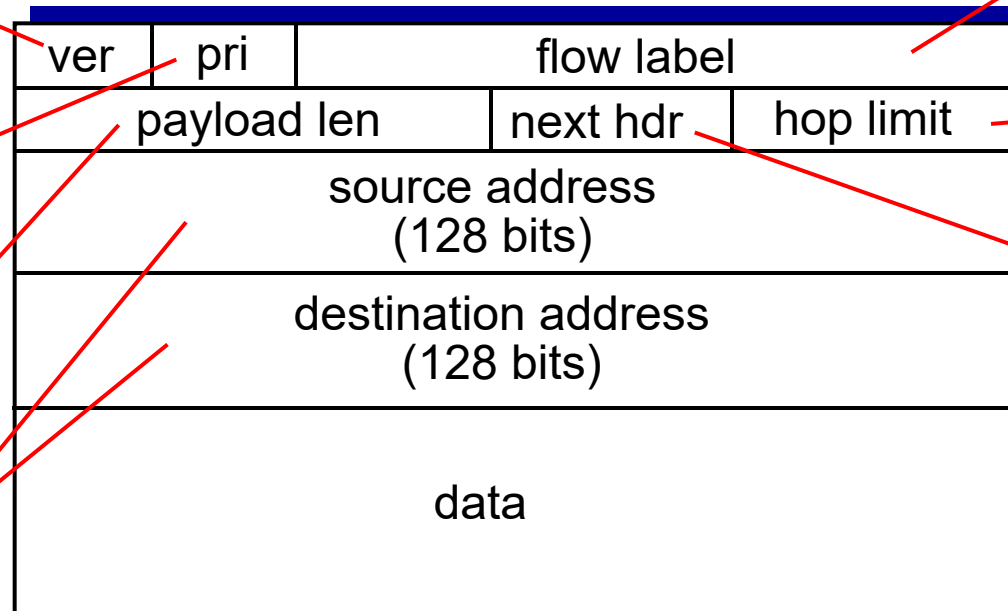 ver pri flow label
payload len next hdr hop limit
source address
(128 bits)
destination address
(128 bits)
data